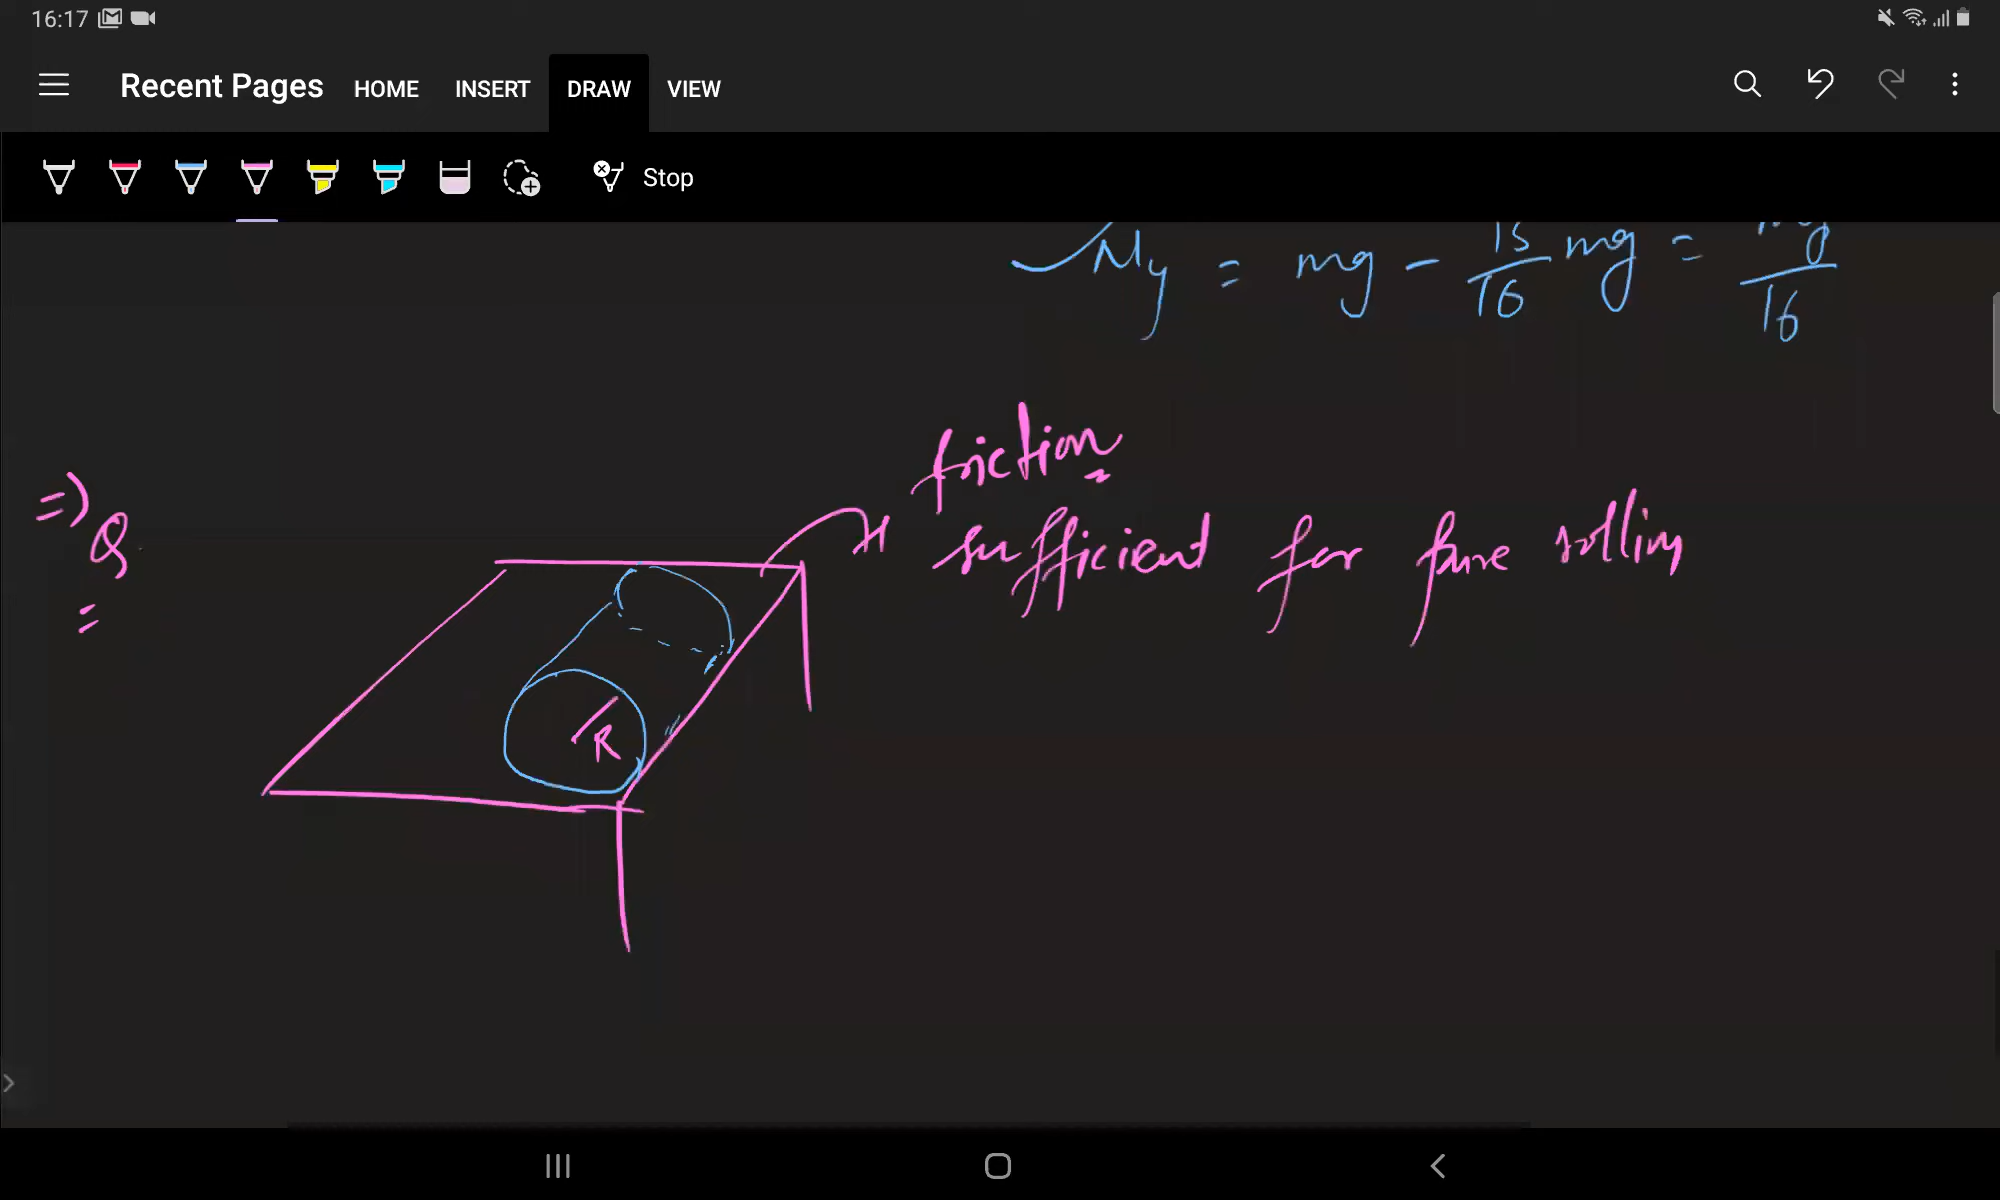 16:17
Recent Pages HOME INSERT DRAW VIEW
Stop
Ny = mg - 15/16 mg = mg/16
friction
=) Q
sufficient for pure rolling
=
R